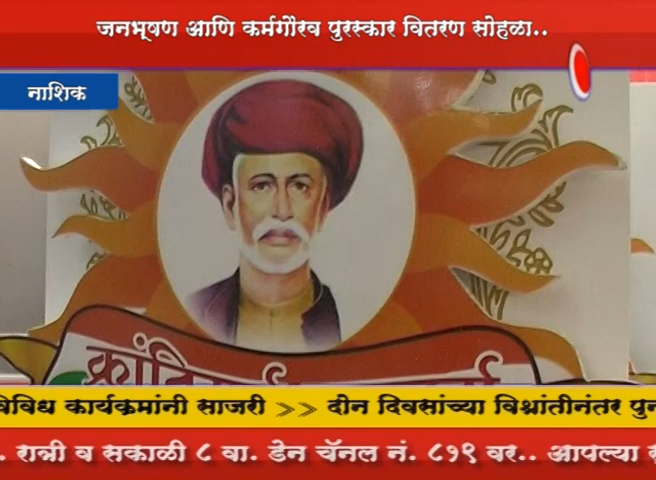 जनभूषण आणि कर्मगौरव पुरस्कार वितरण सोहळा..
नाशिक
विविध कार्यक्रमांनी साजरी >> दोन दिवसांच्या विश्रांतीनंतर
. रात्री व सकाळी ८ वा. डेन चॅनल नं. ८१९ वर.. आपल्या